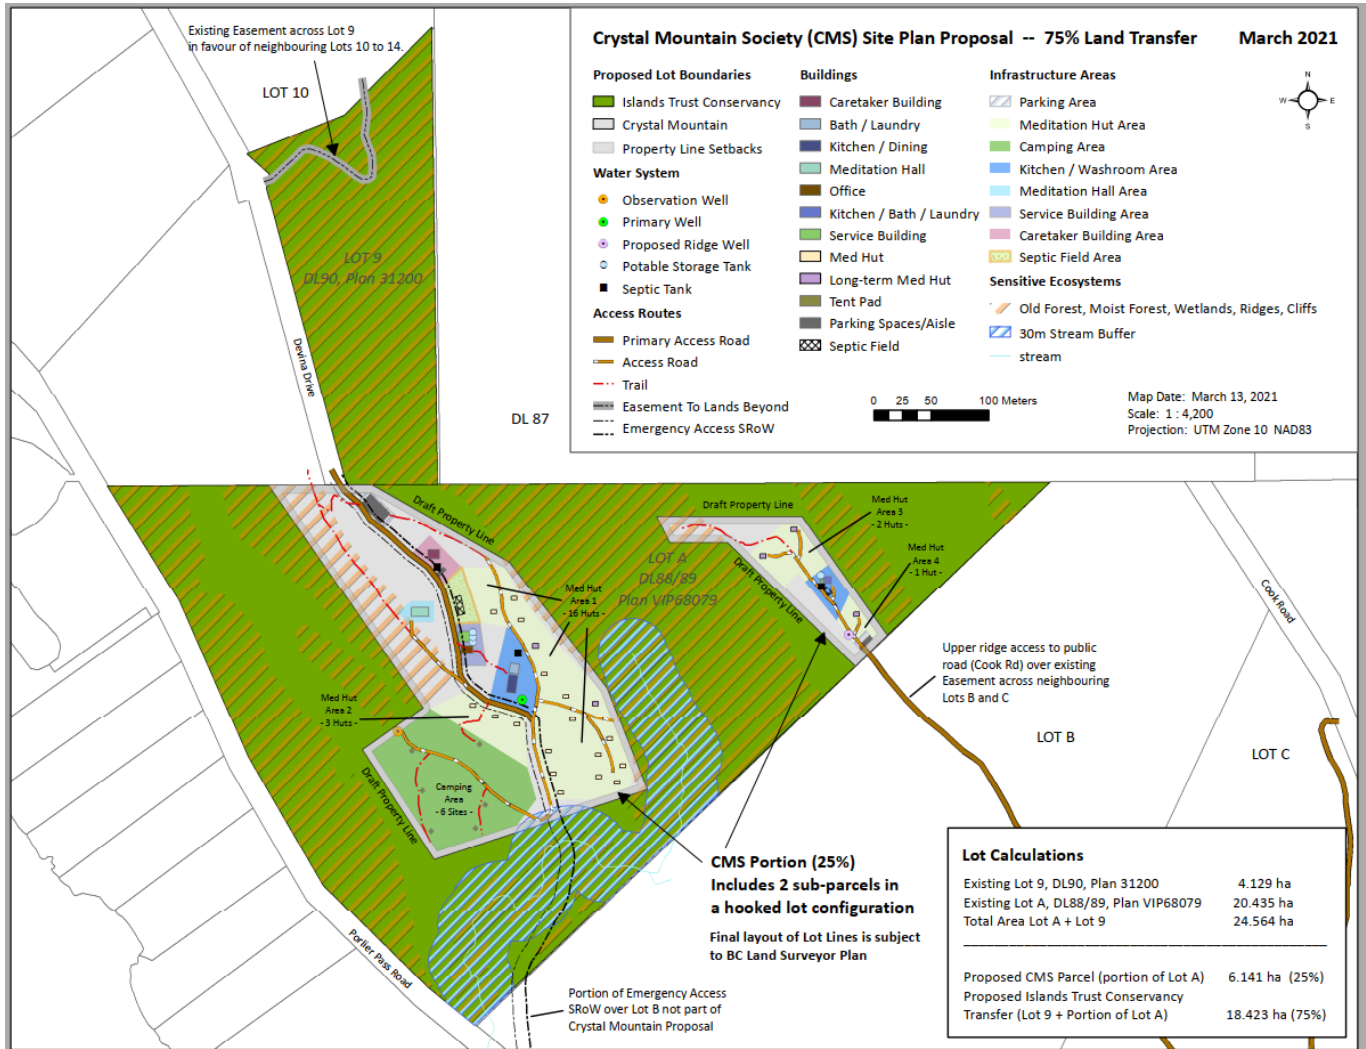 Existing Easement across Lot 9
in favour of neighbouring Lots 10 to 14.
LOT 10
LOT 9
DL90, Plan 31200
Devina Drive
DL 87
Crystal Mountain Society (CMS) Site Plan Proposal -- 75% Land Transfer March 2021
Proposed Lot Boundaries
Islands Trust Conservancy
Crystal Mountain
Property Line Setbacks
Water System
Observation Well
Primary Well
Proposed Ridge Well
Potable Storage Tank
Septic Tank
Access Routes
Primary Access Road
Access Road
Trail
Easement To Lands Beyond
Emergency Access SRoW
Buildings
Caretaker Building
Bath / Laundry
Kitchen / Dining
Meditation Hall
Office
Kitchen / Bath / Laundry
Service Building
Med Hut
Long-term Med Hut
Tent Pad
Parking Spaces/Aisle
Septic Field
Infrastructure Areas
Parking Area
Meditation Hut Area
Camping Area
Kitchen / Washroom Area
Meditation Hall Area
Service Building Area
Caretaker Building Area
Septic Field Area
Sensitive Ecosystems
Old Forest, Moist Forest, Wetlands, Ridges, Cliffs
30m Stream Buffer
stream
N
W E
S
0 25 50 100 Meters
Map Date: March 13, 2021
Scale: 1 : 4,200
Projection: UTM Zone 10 NAD83
Draft Property Line
Draft Property Line
Med Hut
Area 3
- 2 Huts -
Med Hut
Area 4
- 1 Hut -
LOT A
DL88/89
Plan VIP68079
Draft Property Line
Med Hut
Area 1
- 16 Huts -
Cook Road
Upper ridge access to public
road (Cook Rd) over existing
Easement across neighbouring
Lots B and C
Med Hut
Area 2
- 3 Huts -
LOT B
LOT C
Camping
Area
- 6 Sites -
Draft Property Line
CMS Portion (25%)
Includes 2 sub-parcels in
a hooked lot configuration
Final layout of Lot Lines is subject
to BC Land Surveyor Plan
Porlier Pass Road
Portion of Emergency Access
SRoW over Lot B not part of
Crystal Mountain Proposal
Lot Calculations
Existing Lot 9, DL90, Plan 31200 4.129 ha
Existing Lot A, DL88/89, Plan VIP68079 20.435 ha
Total Area Lot A + Lot 9 24.564 ha
Proposed CMS Parcel (portion of Lot A) 6.141 ha (25%)
Proposed Islands Trust Conservancy
Transfer (Lot 9 + Portion of Lot A) 18.423 ha (75%)